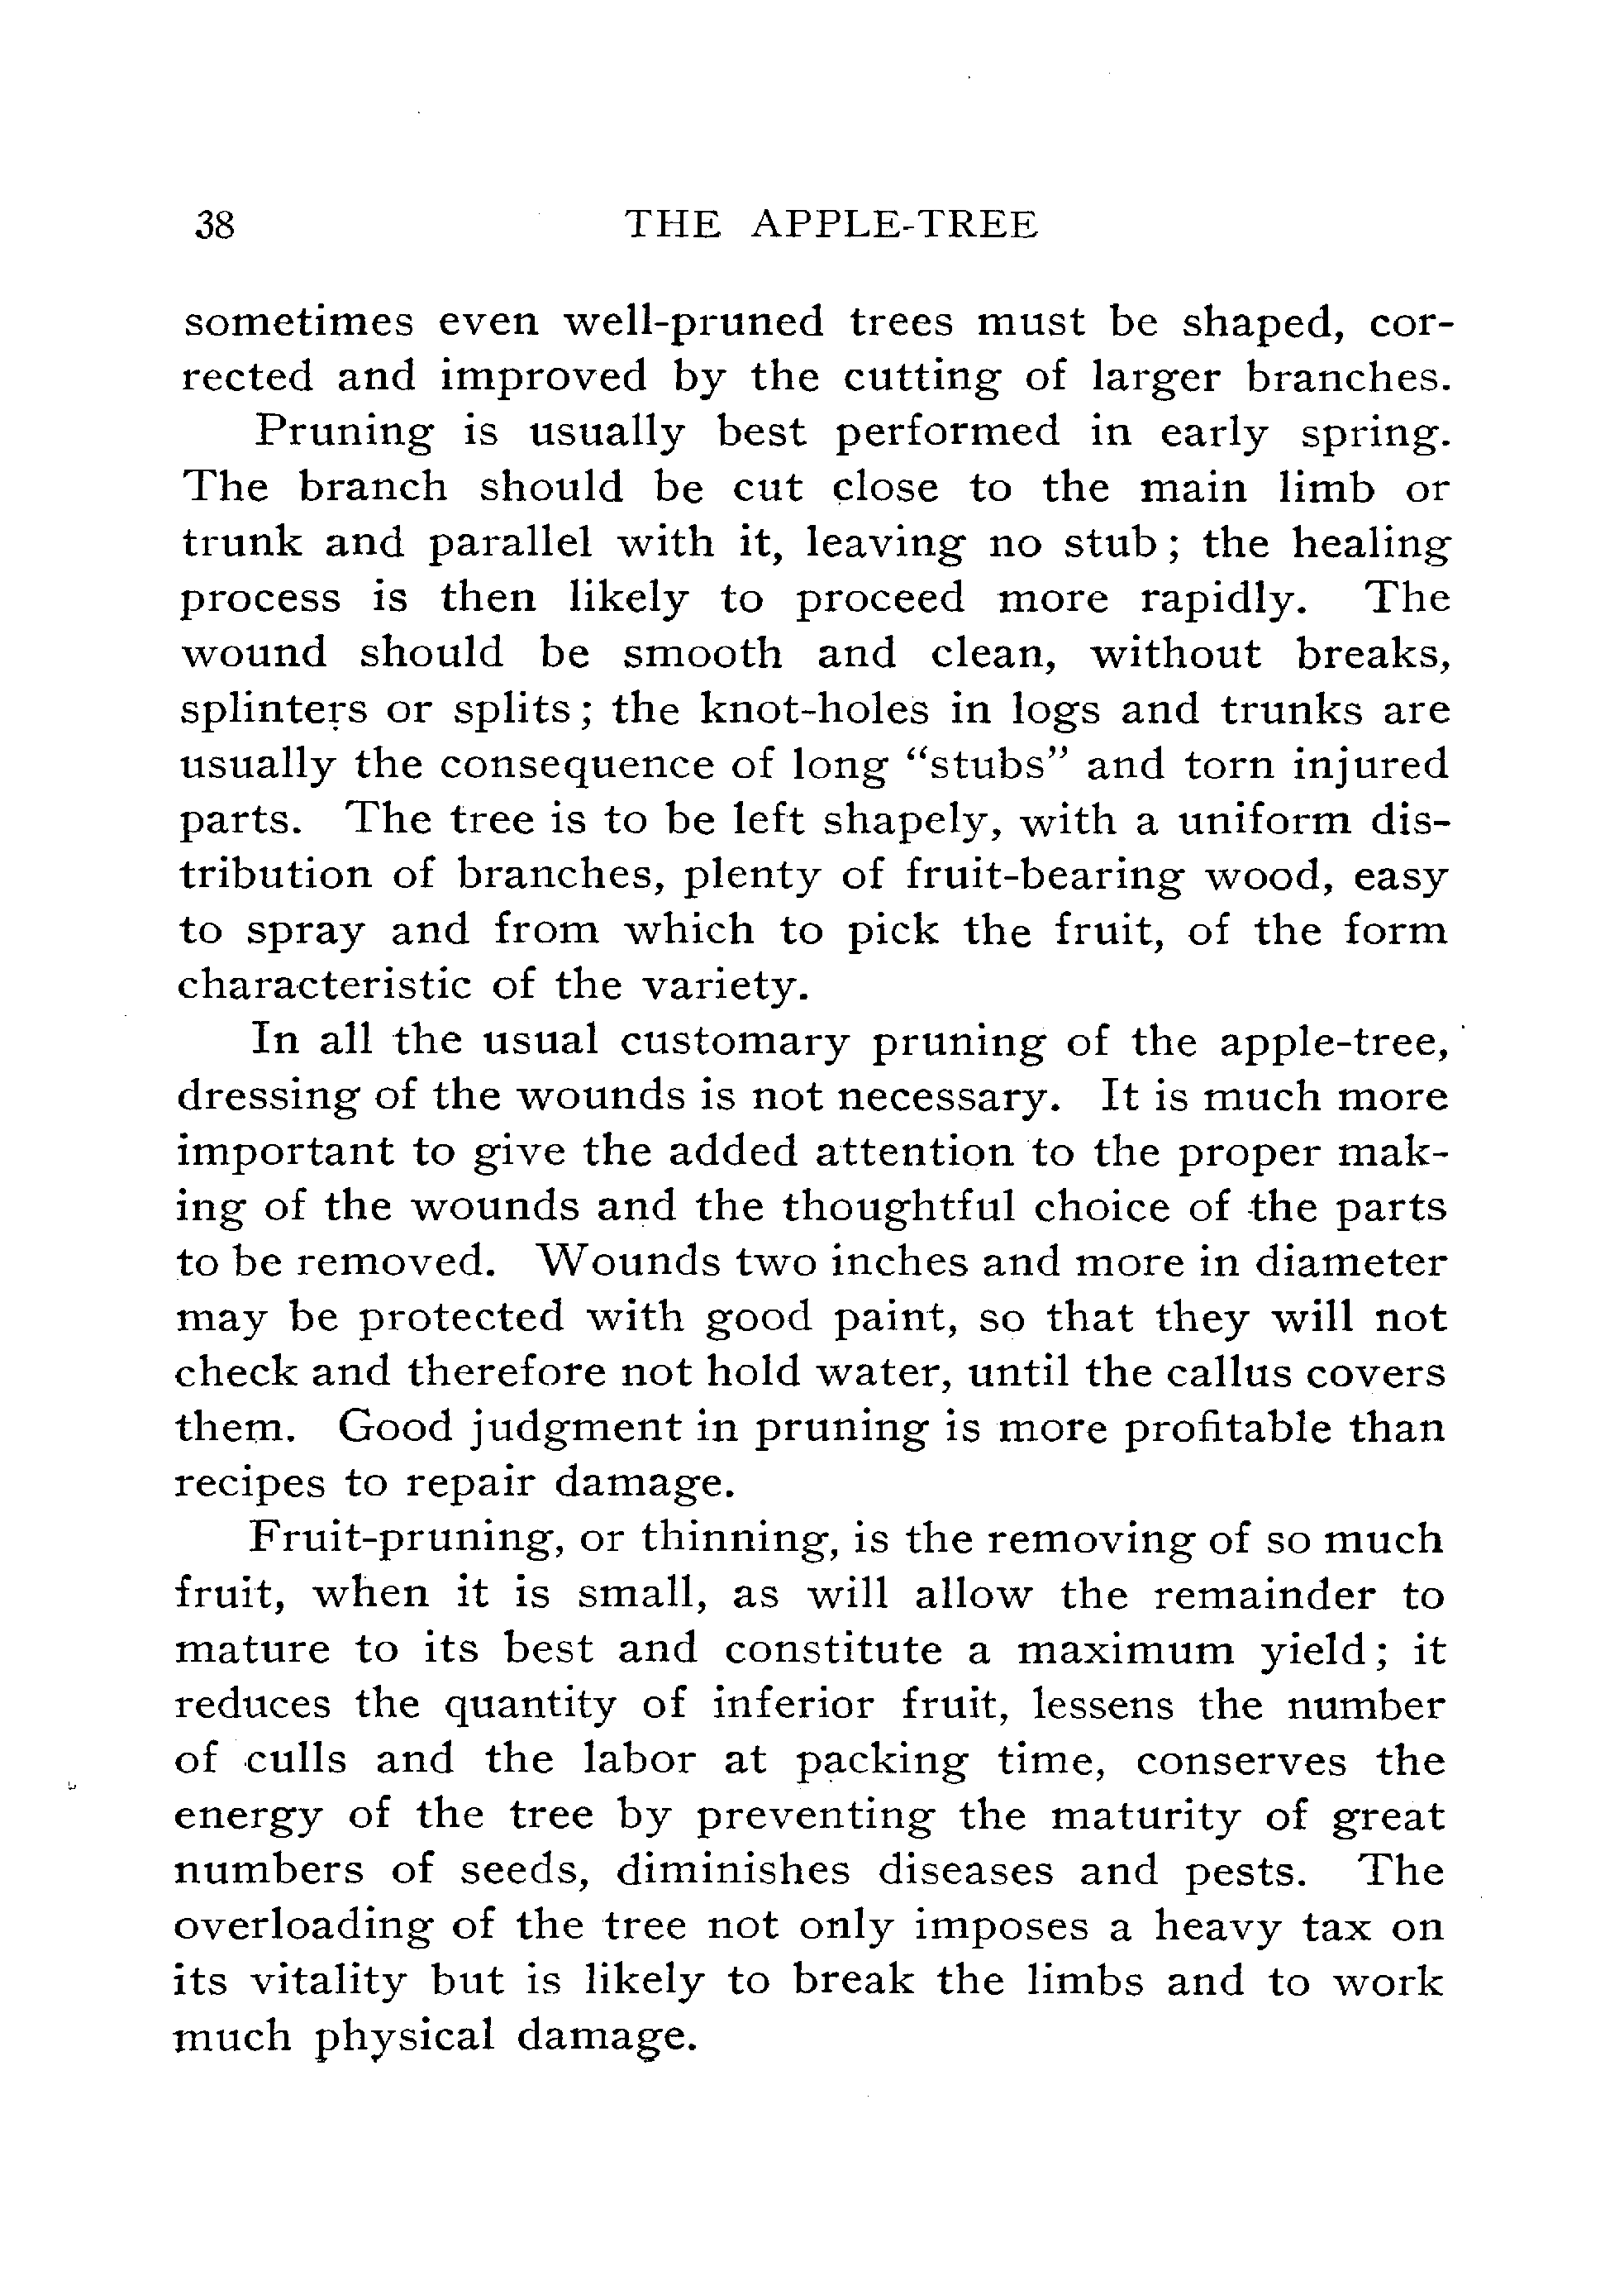 38 THE APPLE-TREE
sometimes even well-pruned trees must be shaped, cor-
rected and improved by the cutting of larger branches.
Pruning is usually best performed in early spring.
The branch should be cut close to the main limb or
trunk and parallel with it, leaving no stub; the healing
process is then likely to proceed more rapidly. The
wound should be smooth and clean, without breaks,
splinters or splits; the knot-holes in logs and trunks are
usually the consequence of long “stubs” and torn injured
parts. The tree is to be left shapely, with a uniform dis-
tribution of branches, plenty of fruit-bearing wood, easy
to spray and from which to pick the fruit, of the form
characteristic of the variety.
In all the usual customary pruning of the apple-tree,
dressing of the wounds is not necessary. It is much more
important to give the added attention to the proper mak-
ing of the wounds and the thoughtful choice of the parts
to be removed. Wounds two inches and more in diameter
may be protected with good paint, so that they will not
check and therefore not hold water, until the callus covers
them. Good judgment in pruning is more profitable than
recipes to repair damage.
Fruit-pruning, or thinning, is the removing of so much
fruit, when it is small, as will allow the remainder to
mature to its best and constitute a maximum yield; it
reduces the quantity of inferior fruit, lessens the number
of culls and the labor at packing time, conserves the
energy of the tree by preventing the maturity of great
numbers of seeds, diminishes diseases and pests. The
overloading of the tree not only imposes a heavy tax on
its vitality but is likely to break the limbs and to work
much physical damage.